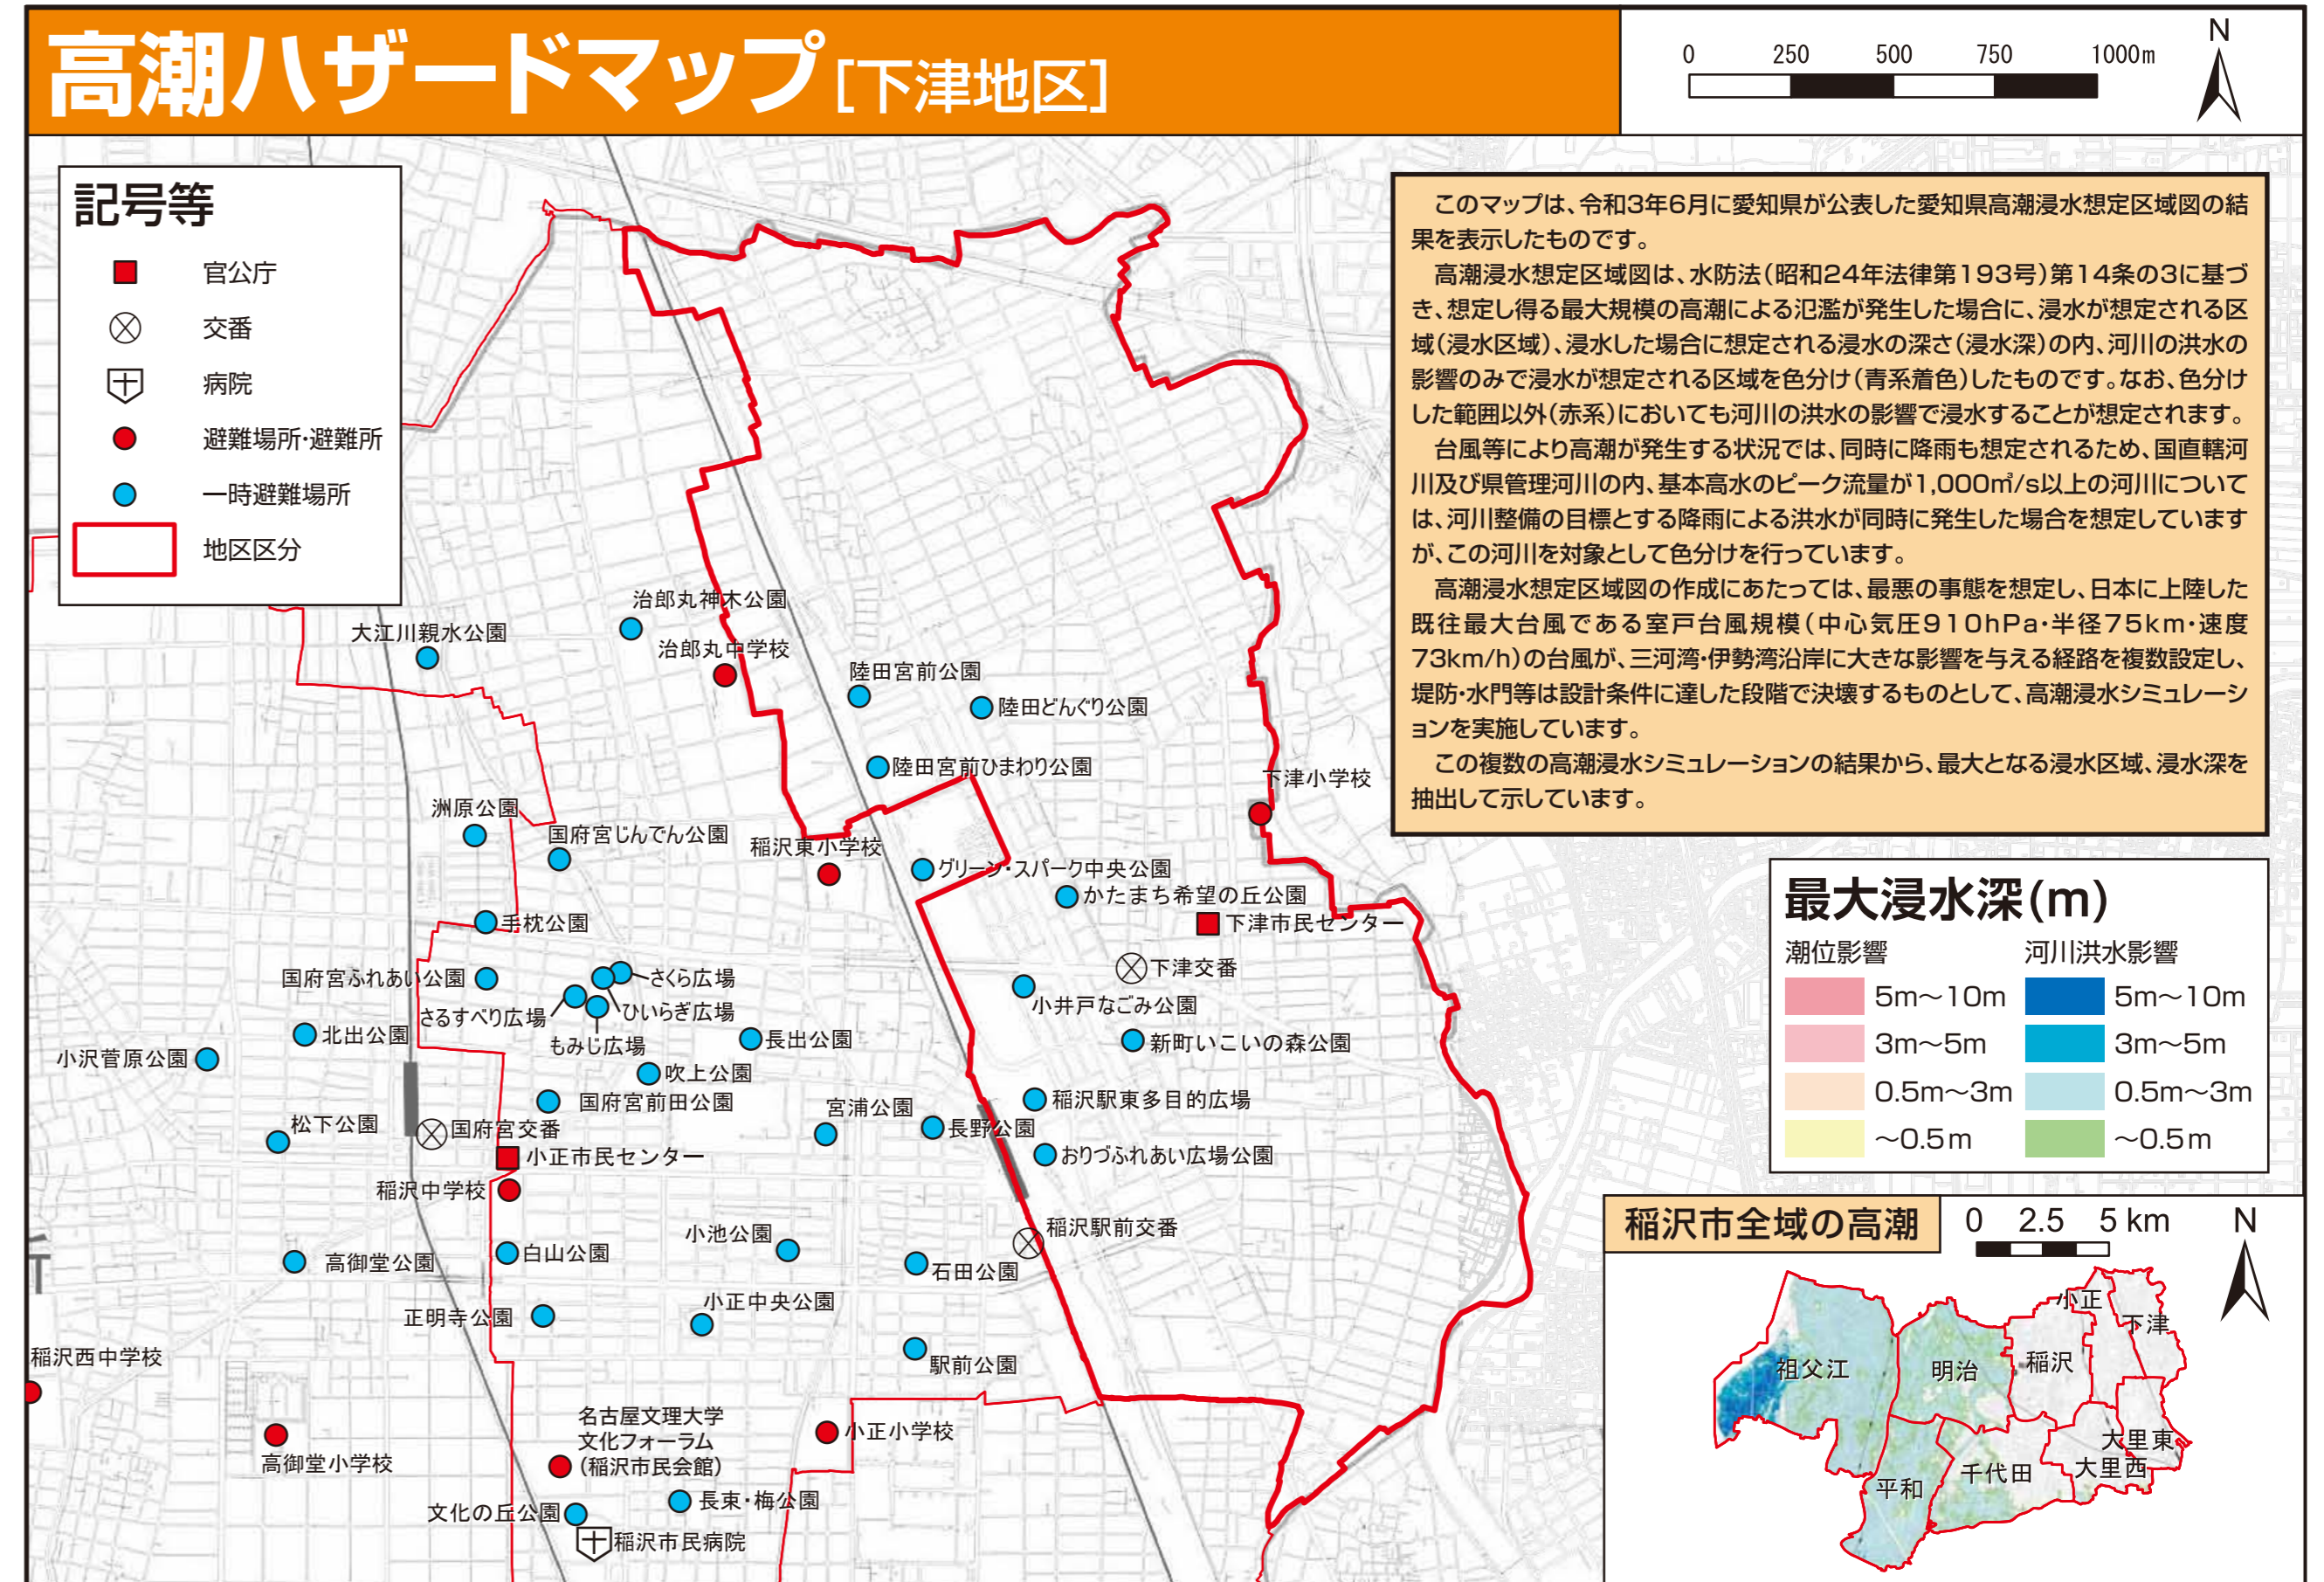 高潮ハザードマップ[下津地区]
0 250 500 750 1000m
N
記号等
官公庁
交番
病院
避難場所・避難所
一時避難場所
地区区分
このマップは、令和3年6月に愛知県が公表した愛知県高潮浸水想定区域図の結
果を表示したものです。
高潮浸水想定区域図は、水防法(昭和24年法律第193号)第14条の3に基づ
き、想定し得る最大規模の高潮による氾濫が発生した場合に、浸水が想定される区
域(浸水区域)、浸水した場合に想定される浸水の深さ(浸水深)の内、河川の洪水の
影響のみで浸水が想定される区域を色分け(青系着色)したものです。なお、色分け
した範囲以外(赤系)においても河川の洪水の影響で浸水することが想定されます。
台風等により高潮が発生する状況では、同時に降雨も想定されるため、国直轄河
川及び県管理河川の内、基本高水のピーク流量が1,000㎥/s以上の河川について
は、河川整備の目標とする降雨による洪水が同時に発生した場合を想定しています
が、この河川を対象として色分けを行っています。
高潮浸水想定区域図の作成にあたっては、最悪の事態を想定し、日本に上陸した
既往最大台風である室戸台風規模(中心気圧910hPa・半径75km・速度
73km/h)の台風が、三河湾・伊勢湾沿岸に大きな影響を与える経路を複数設定し、
堤防・水門等は設計条件に達した段階で決壊するものとして、高潮浸水シミュレーシ
ョンを実施しています。
この複数の高潮浸水シミュレーションの結果から、最大となる浸水区域、浸水深を
抽出して示しています。
治郎丸神木公園
大江川親水公園
治郎丸中学校
陸田宮前公園
陸田どんぐり公園
陸田宮前ひまわり公園
下津小学校
洲原公園
国府宮じんでん公園
稲沢東小学校
グリーン・スパーク中央公園
かたまち希望の丘公園
手枕公園
下津市民センター
国府宮ふれあい公園
さくら広場
下津交番
さるすべり広場
ひいらぎ広場
小井戸なごみ公園
北出公園
もみじ広場
長出公園
新町いこいの森公園
小沢菅原公園
吹上公園
国府宮前田公園
宮浦公園
稲沢駅東多目的広場
松下公園
国府宮交番
長野公園
小正市民センター
おりづふれあい広場公園
稲沢中学校
小池公園
稲沢駅前交番
高御堂公園
白山公園
石田公園
正明寺公園
小正中央公園
稲沢西中学校
駅前公園
名古屋文理大学
文化フォーラム
(稲沢市民会館)
小正小学校
高御堂小学校
長束・梅公園
文化の丘公園
稲沢市民病院
最大浸水深(m)
潮位影響 河川洪水影響
5m～10m 5m～10m
3m～5m 3m～5m
0.5m～3m 0.5m～3m
～0.5m ～0.5m
稲沢市全域の高潮
0 2.5 5 km
N
小正
下津
祖父江
明治
稲沢
大里東
千代田
大里西
平和